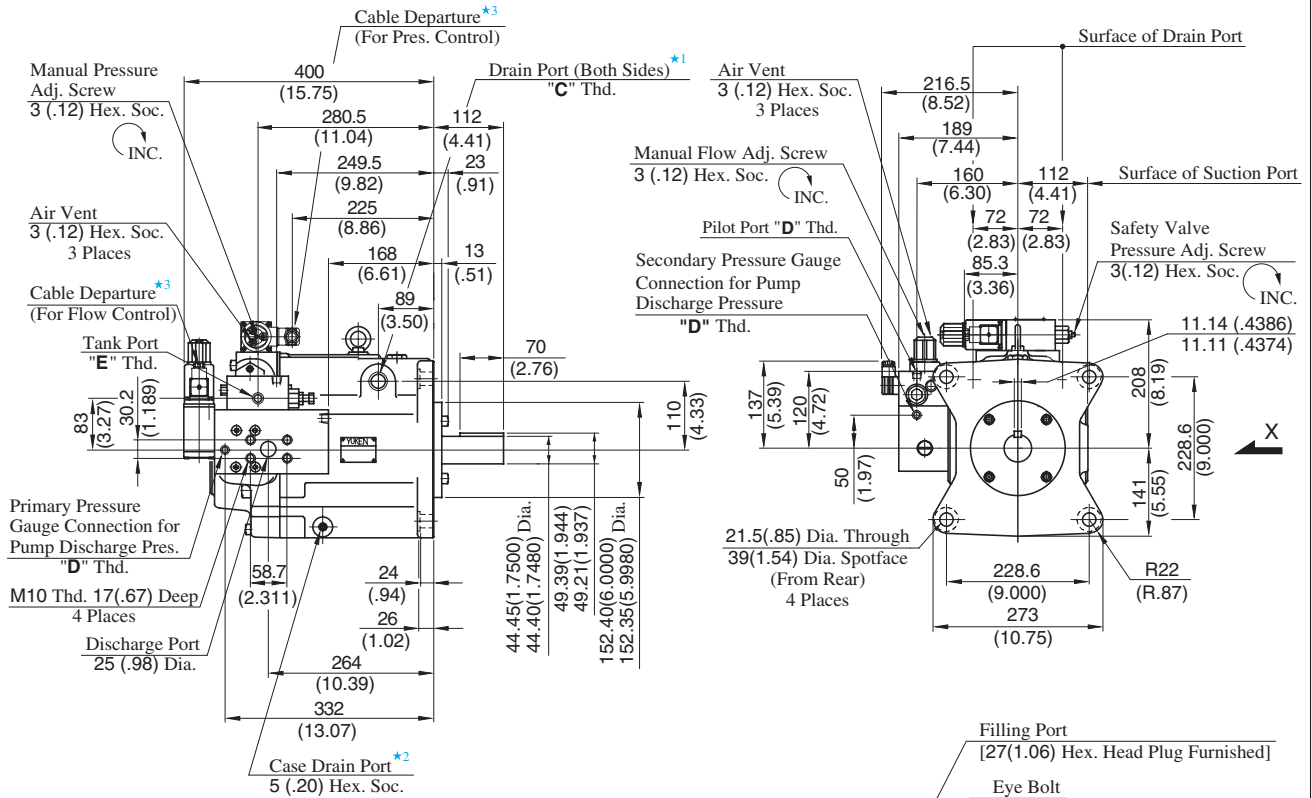 Cable Departure★3
(For Pres. Control)
Manual Pressure
Adj. Screw
3 (.12) Hex. Soc.
INC.
400
(15.75)
Drain Port (Both Sides)★1
"C" Thd.
280.5
(11.04)
112
(4.41)
249.5
(9.82)
23
(.91)
225
(8.86)
Air Vent
3 (.12) Hex. Soc.
3 Places
168
(6.61)
13
(.51)
Cable Departure★3
(For Flow Control)
89
(3.50)
Tank Port
"E" Thd.
70
(2.76)
83
(3.27)
30.2
(1.189)
110
(4.33)
YUKEN
Primary Pressure
Gauge Connection for
Pump Discharge Pres.
"D" Thd.
M10 Thd. 17(.67) Deep
4 Places
58.7
(2.311)
Discharge Port
25 (.98) Dia.
24
(.94)
26
(1.02)
264
(10.39)
332
(13.07)
44.45(1.7500) Dia.
44.40(1.7480)
49.39(1.944)
49.21(1.937)
152.40(6.0000) Dia.
152.35(5.9980)
Case Drain Port★2
5 (.20) Hex. Soc.
Surface of Drain Port
Air Vent
3 (.12) Hex. Soc.
3 Places
216.5
(8.52)
189
(7.44)
Manual Flow Adj. Screw
3 (.12) Hex. Soc.
INC.
160
(6.30)
112
(4.41)
Surface of Suction Port
Pilot Port "D" Thd.
72
(2.83)
72
(2.83)
Safety Valve
Pressure Adj. Screw
3(.12) Hex. Soc.
INC.
Secondary Pressure Gauge
Connection for Pump
Discharge Pressure
"D" Thd.
85.3
(3.36)
11.14 (.4386)
11.11 (.4374)
137
(5.39)
120
(4.72)
50
(1.97)
208
(8.19)
228.6
(9.000)
141
(5.55)
X
21.5(.85) Dia. Through
39(1.54) Dia. Spotface
(From Rear)
4 Places
228.6
(9.000)
273
(10.75)
R22
(R.87)
Filling Port
[27(1.06) Hex. Head Plug Furnished]
Eye Bolt